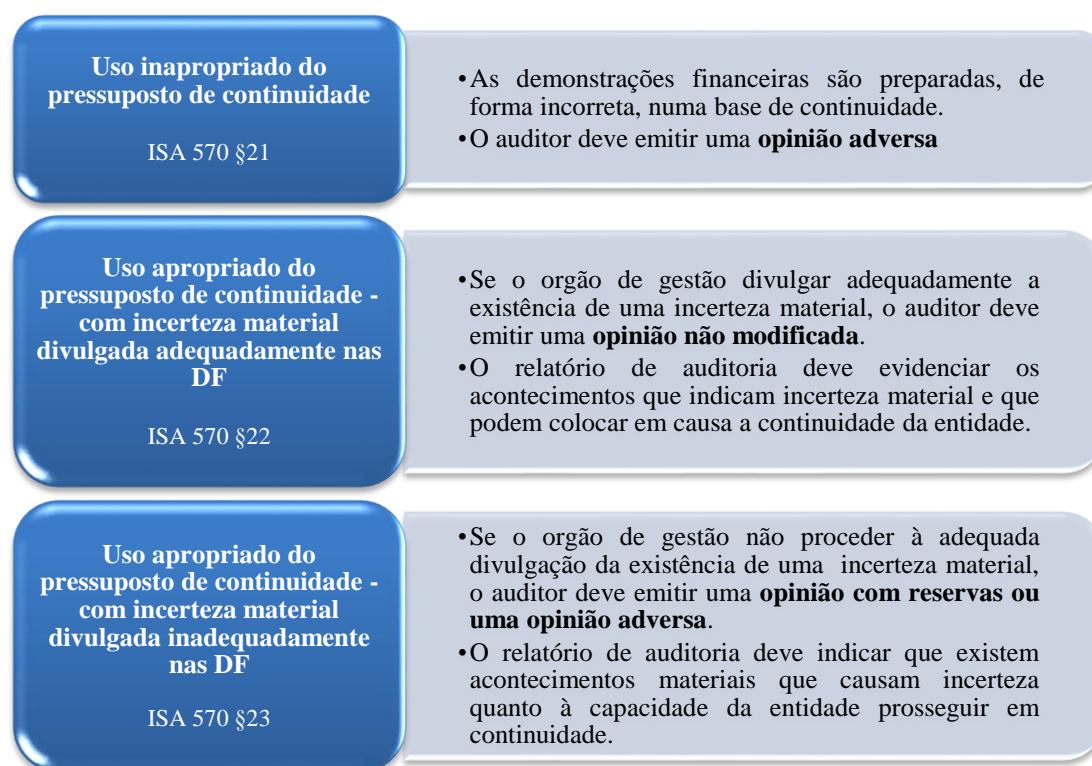 Uso inapropriado do
pressuposto de continuidade
ISA 570 §21
•As demonstrações financeiras são preparadas, de
forma incorreta, numa base de continuidade.
•O auditor deve emitir uma opinião adversa
Uso apropriado do
pressuposto de continuidade -
com incerteza material
divulgada adequadamente nas
DF
ISA 570 §22
•Se o orgão de gestão divulgar adequadamente a
existência de uma incerteza material, o auditor deve
emitir uma opinião não modificada.
•O relatório de auditoria deve evidenciar os
acontecimentos que indicam incerteza material e que
podem colocar em causa a continuidade da entidade.
Uso apropriado do
pressuposto de continuidade -
com incerteza material
divulgada inadequadamente
nas DF
ISA 570 §23
•Se o orgão de gestão não proceder à adequada
divulgação da existência de uma incerteza material,
o auditor deve emitir uma opinião com reservas ou
uma opinião adversa.
•O relatório de auditoria deve indicar que existem
acontecimentos materiais que causam incerteza
quanto à capacidade da entidade prosseguir em
continuidade.